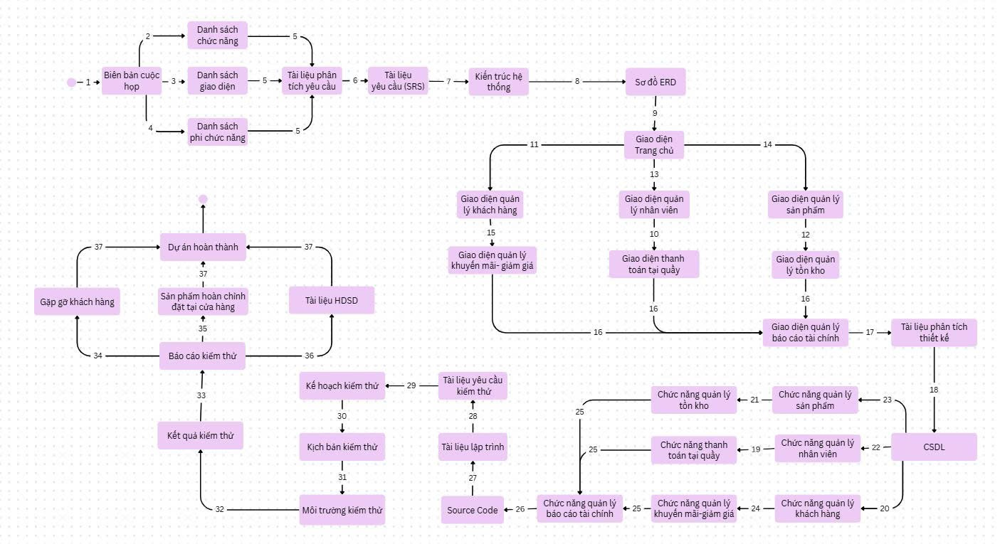 2
Danh sách
chức năng
5
1
Biên bản cuộc
họp
3
Danh sách
giao diện
5
Tài liệu phân
tích yêu cầu
6
Tài liệu
yêu cầu (SRS)
7
Kiến trúc hệ
thống
8
Sơ đồ ERD
4
Danh sách
phi chức năng
5
9
Giao diện
Trang chủ
11
14
13
Giao diện quản
lý khách hàng
Giao diện quản
lý nhân viên
Giao diện quản lý
sản phẩm
15
10
12
Giao diện quản lý
khuyến mãi- giảm giá
Giao diện thanh
toán tại quầy
Giao diện quản
lý tồn kho
16
16
16
Giao diện quản lý
báo cáo tài chính
17
Tài liệu phân tích
thiết kế
18
CSDL
23
Chức năng quản lý
sản phẩm
21
Chức năng quản lý
tồn kho
25
22
Chức năng quản lý
nhân viên
19
Chức năng thanh
toán tại quầy
25
20
Chức năng quản lý
khách hàng
24
Chức năng quản lý
khuyến mãi-giảm giá
25
Chức năng quản lý
báo cáo tài chính
26
Source Code
27
Tài liệu lập trình
28
Tài liệu yêu cầu
kiểm thử
29
Kế hoạch kiểm thử
30
Kịch bản kiểm thử
31
Môi trường kiểm thử
32
Kết quả kiểm thử
33
Báo cáo kiểm thử
34
35
36
Gặp gỡ khách hàng
Sản phẩm hoàn chỉnh
đặt tại cửa hàng
Tài liệu HDSD
37
37
37
Dự án hoàn thành